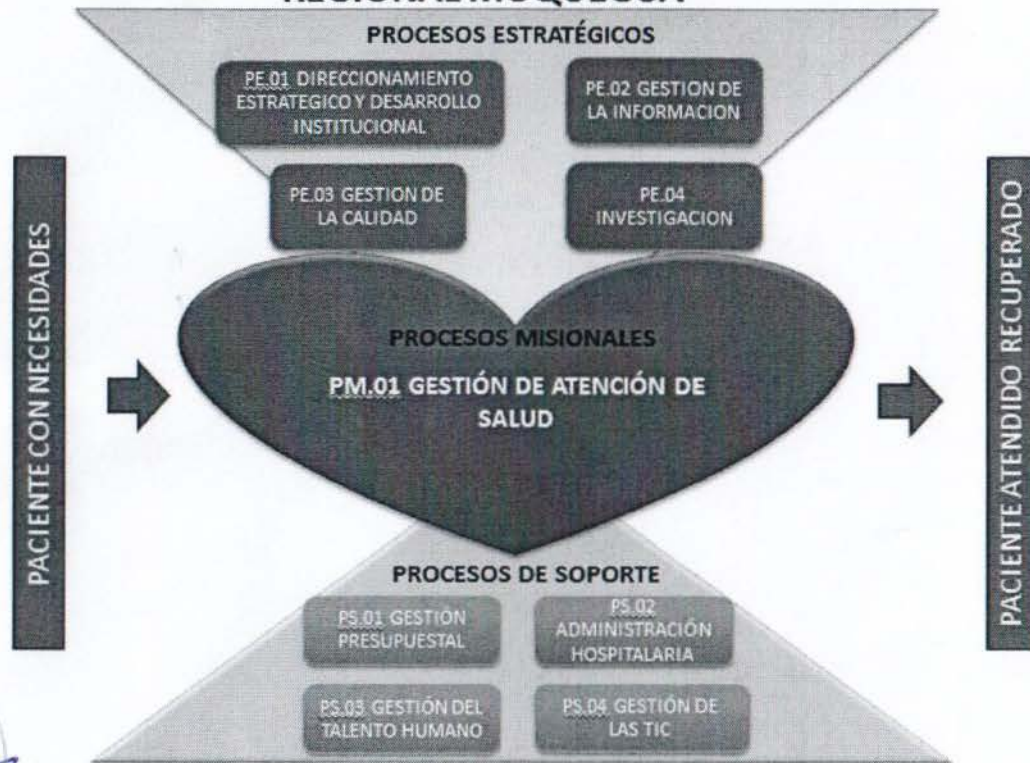 PROCESOS ESTRATÉGICOS
PE.01 DIRECCIONAMIENTO
ESTRATEGICO Y DESARROLLO
INSTITUCIONAL
PE.02 GESTION DE
LA INFORMACION
PE.03 GESTION DE
LA CALIDAD
PE.04
INVESTIGACION
PACIENTE CON NECESIDADES
PROCESOS MISIONALES
PM.01 GESTIÓN DE ATENCIÓN DE
SALUD
PACIENTE ATENDIDO RECUPERADO
PROCESOS DE SOPORTE
PS.01 GESTIÓN
PRESUPUESTAL
PS.02
ADMINISTRACIÓN
HOSPITALARIA
PS.03 GESTIÓN DEL
TALENTO HUMANO
PS.04 GESTIÓN DE
LAS TIC